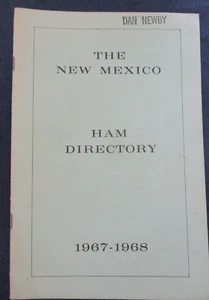 DAN NEWBY
THE
NEW MEXICO
HAM
DIRECTORY
1967-1968